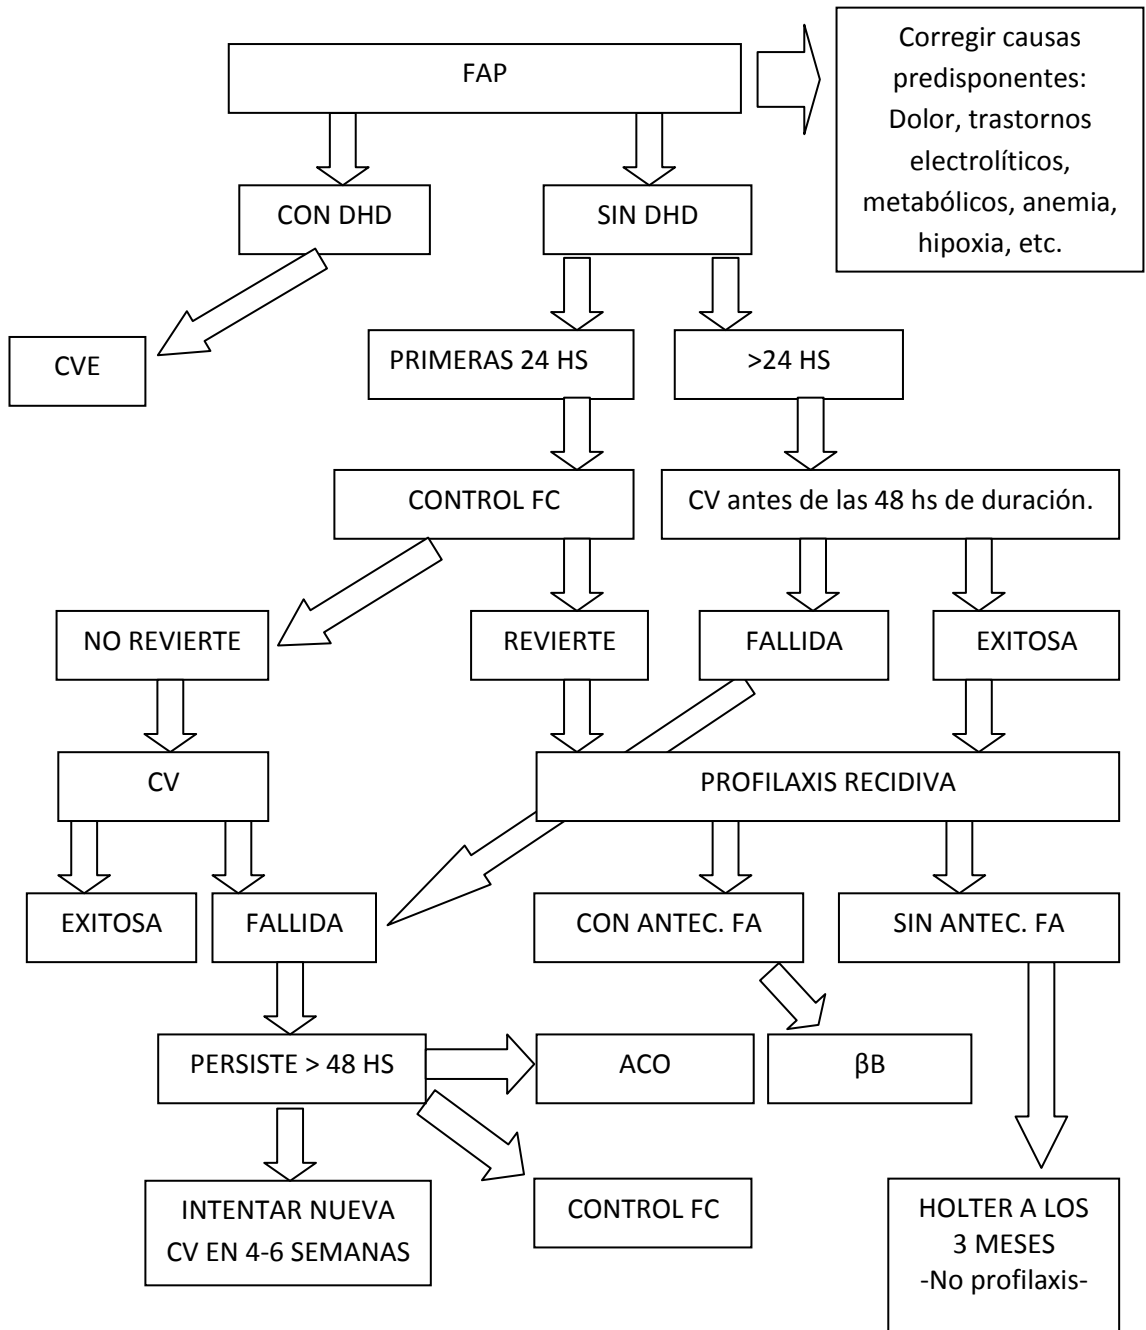 FAP
Corregir causas
predisponentes:
Dolor, trastornos
electrolíticos,
metabólicos, anemia,
hipoxia, etc.
CON DHD
SIN DHD
CVE
PRIMERAS 24 HS
>24 HS
CONTROL FC
CV antes de las 48 hs de duración.
NO REVIERTE
REVIERTE
FALLIDA
EXITOSA
CV
PROFILAXIS RECIDIVA
EXITOSA
FALLIDA
CON ANTEC. FA
SIN ANTEC. FA
PERSISTE > 48 HS
ACO
βB
INTENTAR NUEVA
CV EN 4-6 SEMANAS
CONTROL FC
HOLTER A LOS
3 MESES
-No profilaxis-